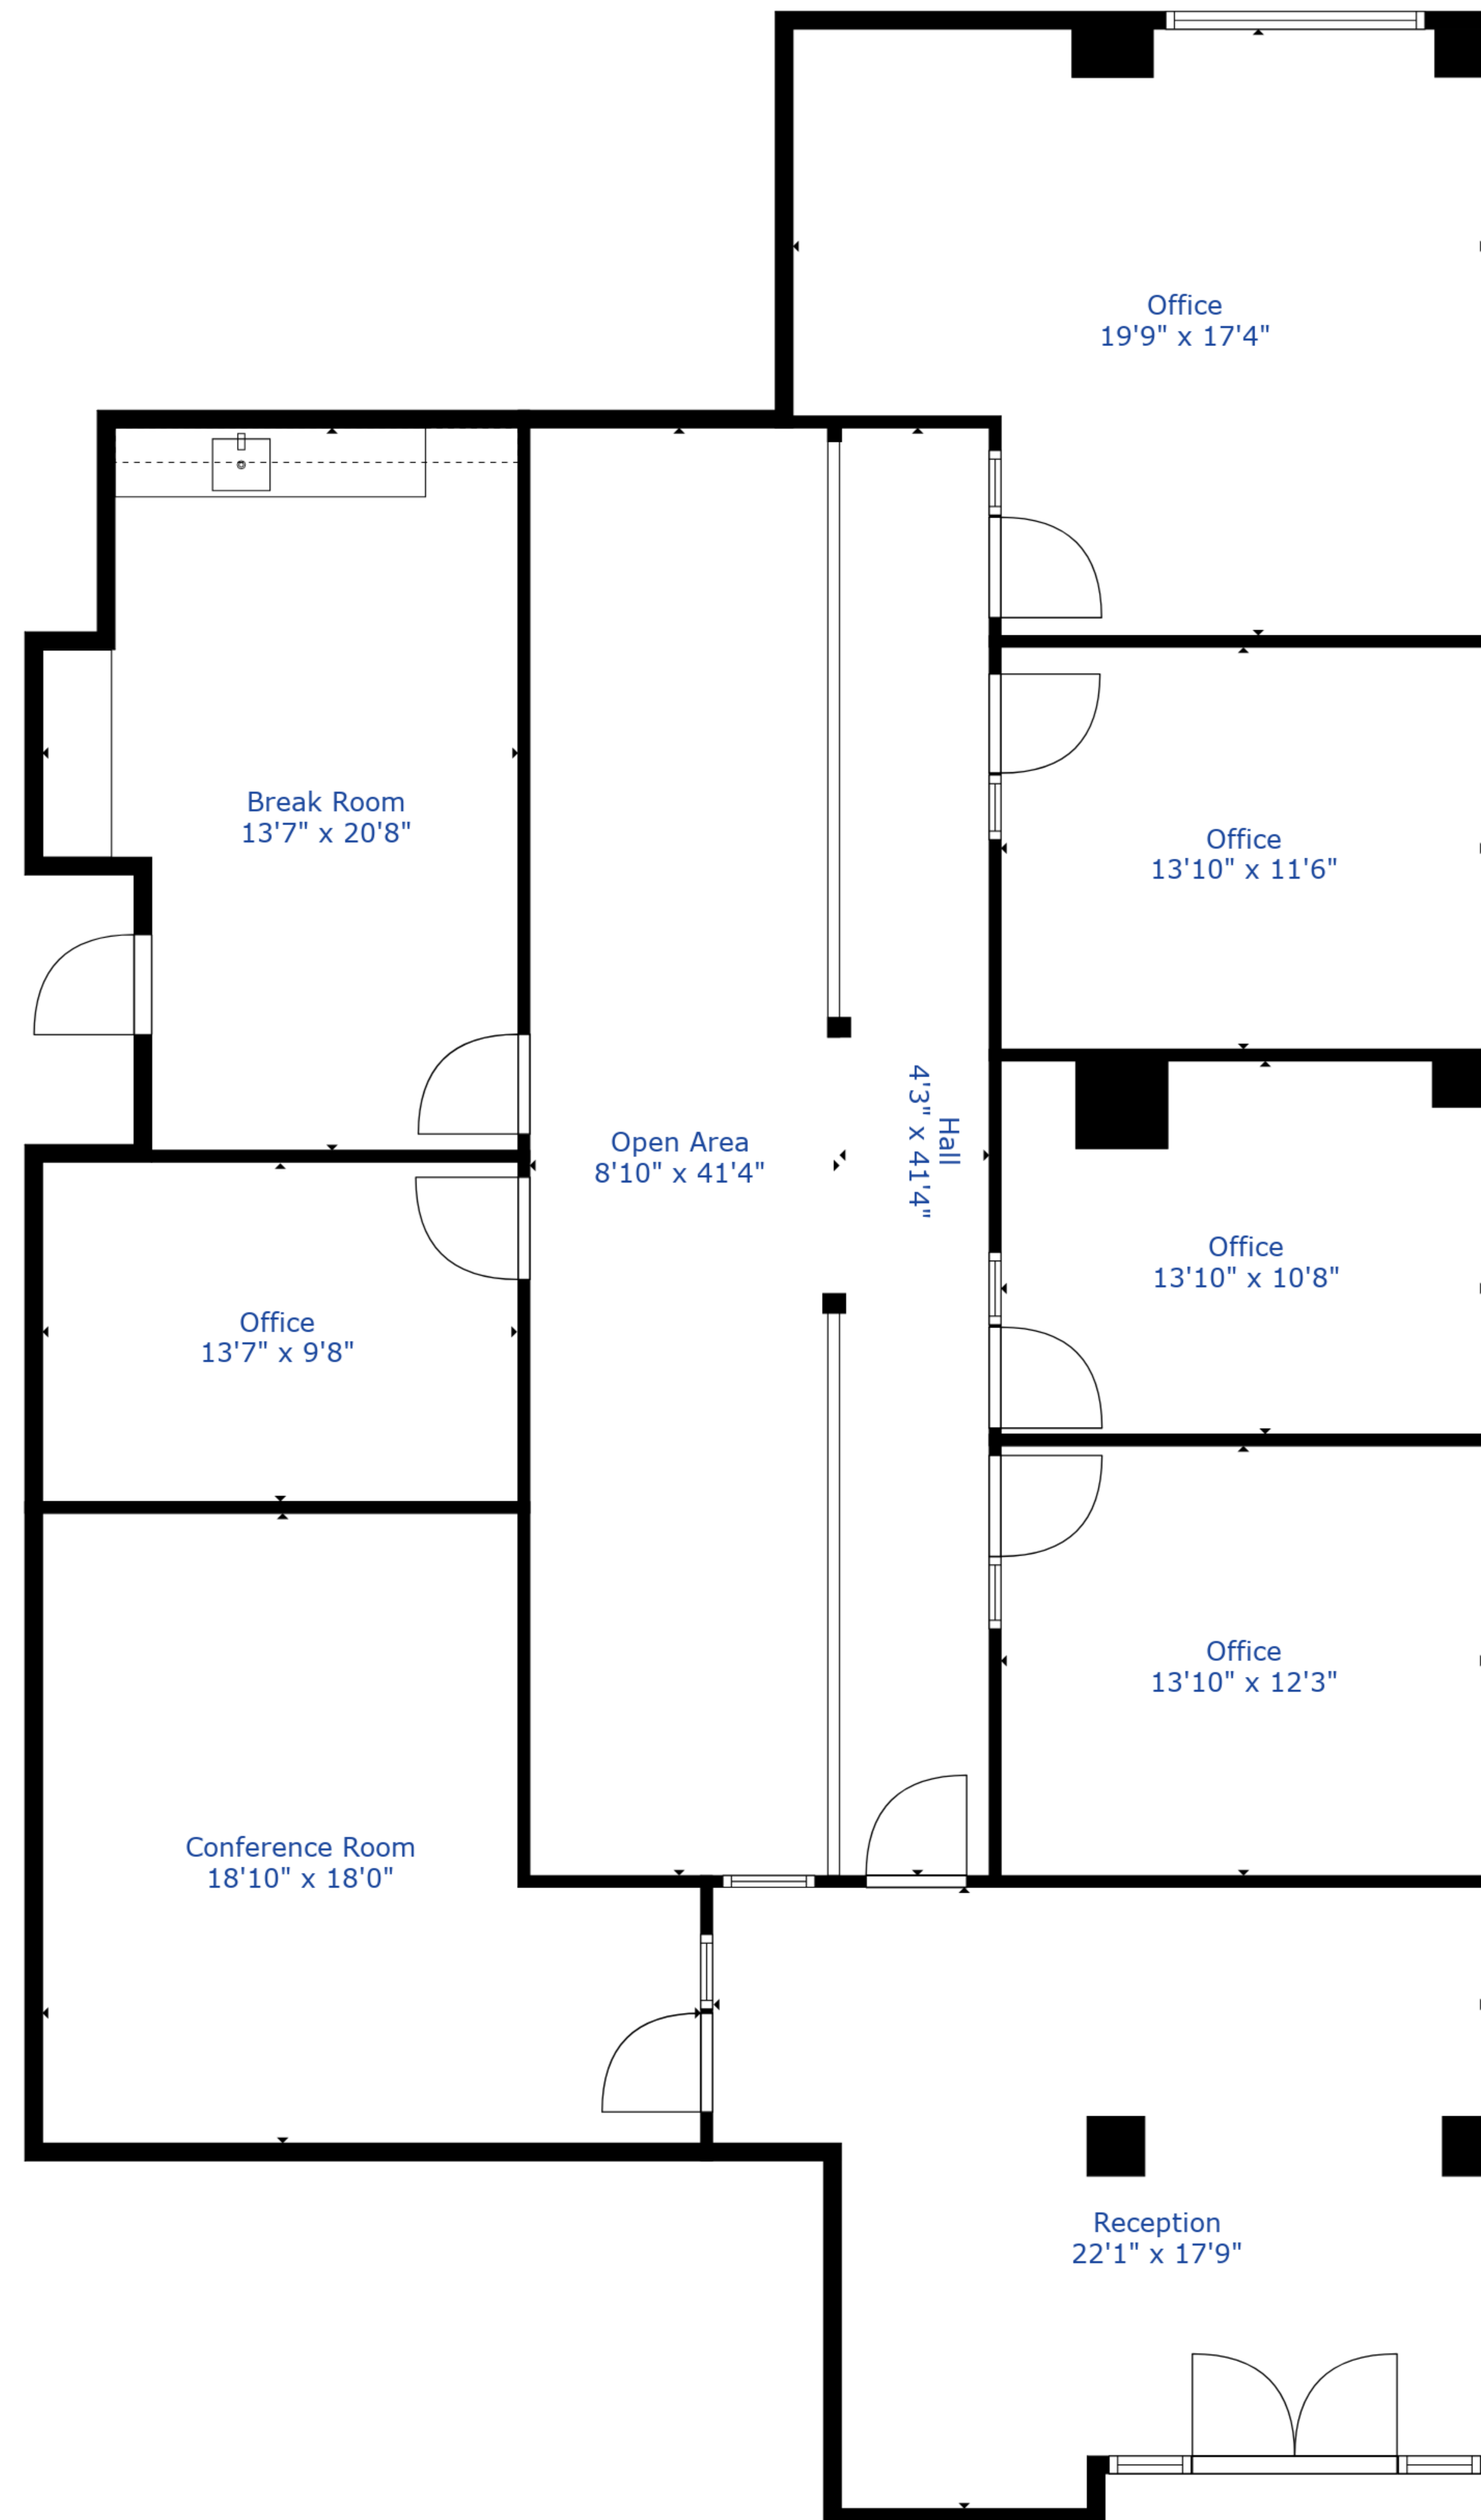 Office
19'9" x 17'4"
Break Room
13'7" x 20'8"
Office
13'10" x 11'6"
Open Area
8'10" x 41'4"
Hall
4'3" x 41'4"
Office
13'10" x 10'8"
Office
13'7" x 9'8"
Office
13'10" x 12'3"
Conference Room
18'10" x 18'0"
Reception
22'1" x 17'9"